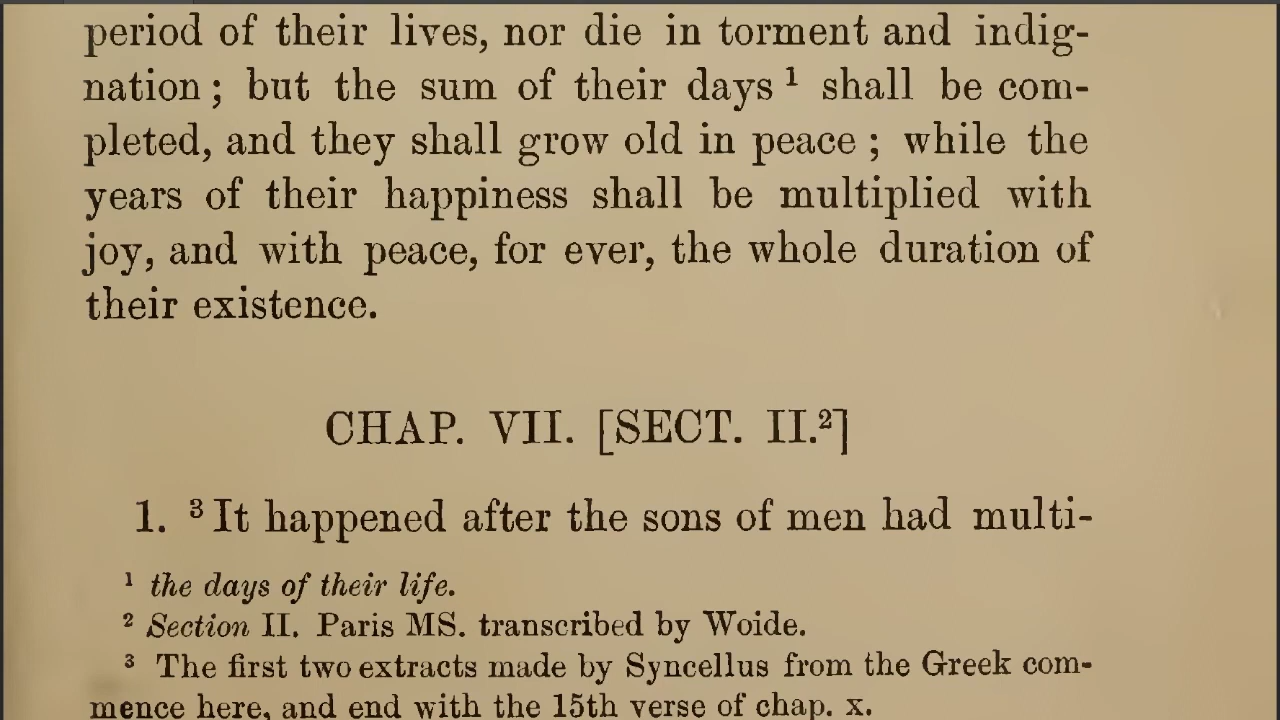 period of their lives, nor die in torment and indig-
nation; but the sum of their days ¹ shall be com-
pleted, and they shall grow old in peace; while the
years of their happiness shall be multiplied with
joy, and with peace, for ever, the whole duration of
their existence.
CHAP. VII. [SECT. II.²]
1. ³ It happened after the sons of men had multi-
¹ the days of their life.
² Section II. Paris MS. transcribed by Woide.
³ The first two extracts made by Syncellus from the Greek com-
mence here, and end with the 15th verse of chap. x.